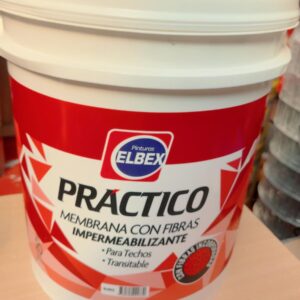 Pinturas
ELBEX
PRÁCTICO
MEMBRANA CON FIBRAS
IMPERMEABILIZANTE
• Para Techos
• Transitable